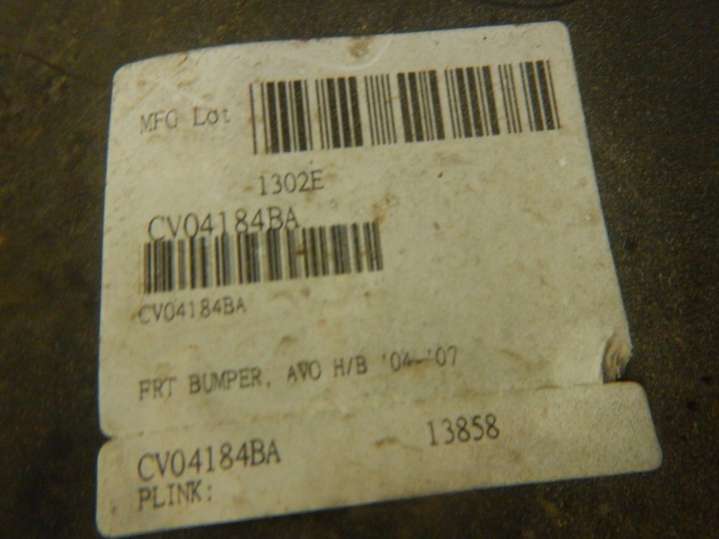 MFG Lot
1302E
CV04184BA
CV04184BA
FRT BUMPER, AVO H/B '04-'07
CV04184BA 13858
PLINK: